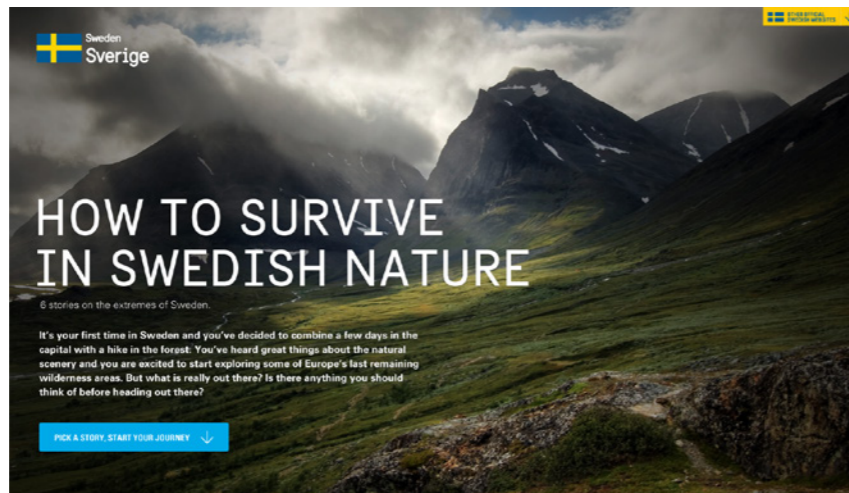 OTHER OFFICIAL
SWEDISH WEBSITES
Sweden
Sverige
HOW TO SURVIVE
IN SWEDISH NATURE
6 stories on the extremes of Sweden.
It's your first time in Sweden and you've decided to combine a few days in the
capital with a hike in the forest: You've heard great things about the natural
scenery and you are excited to start exploring some of Europe's last remaining
wilderness areas. But what is really out there? Is there anything you should
think of before heading out there?
PICK A STORY, START YOUR JOURNEY